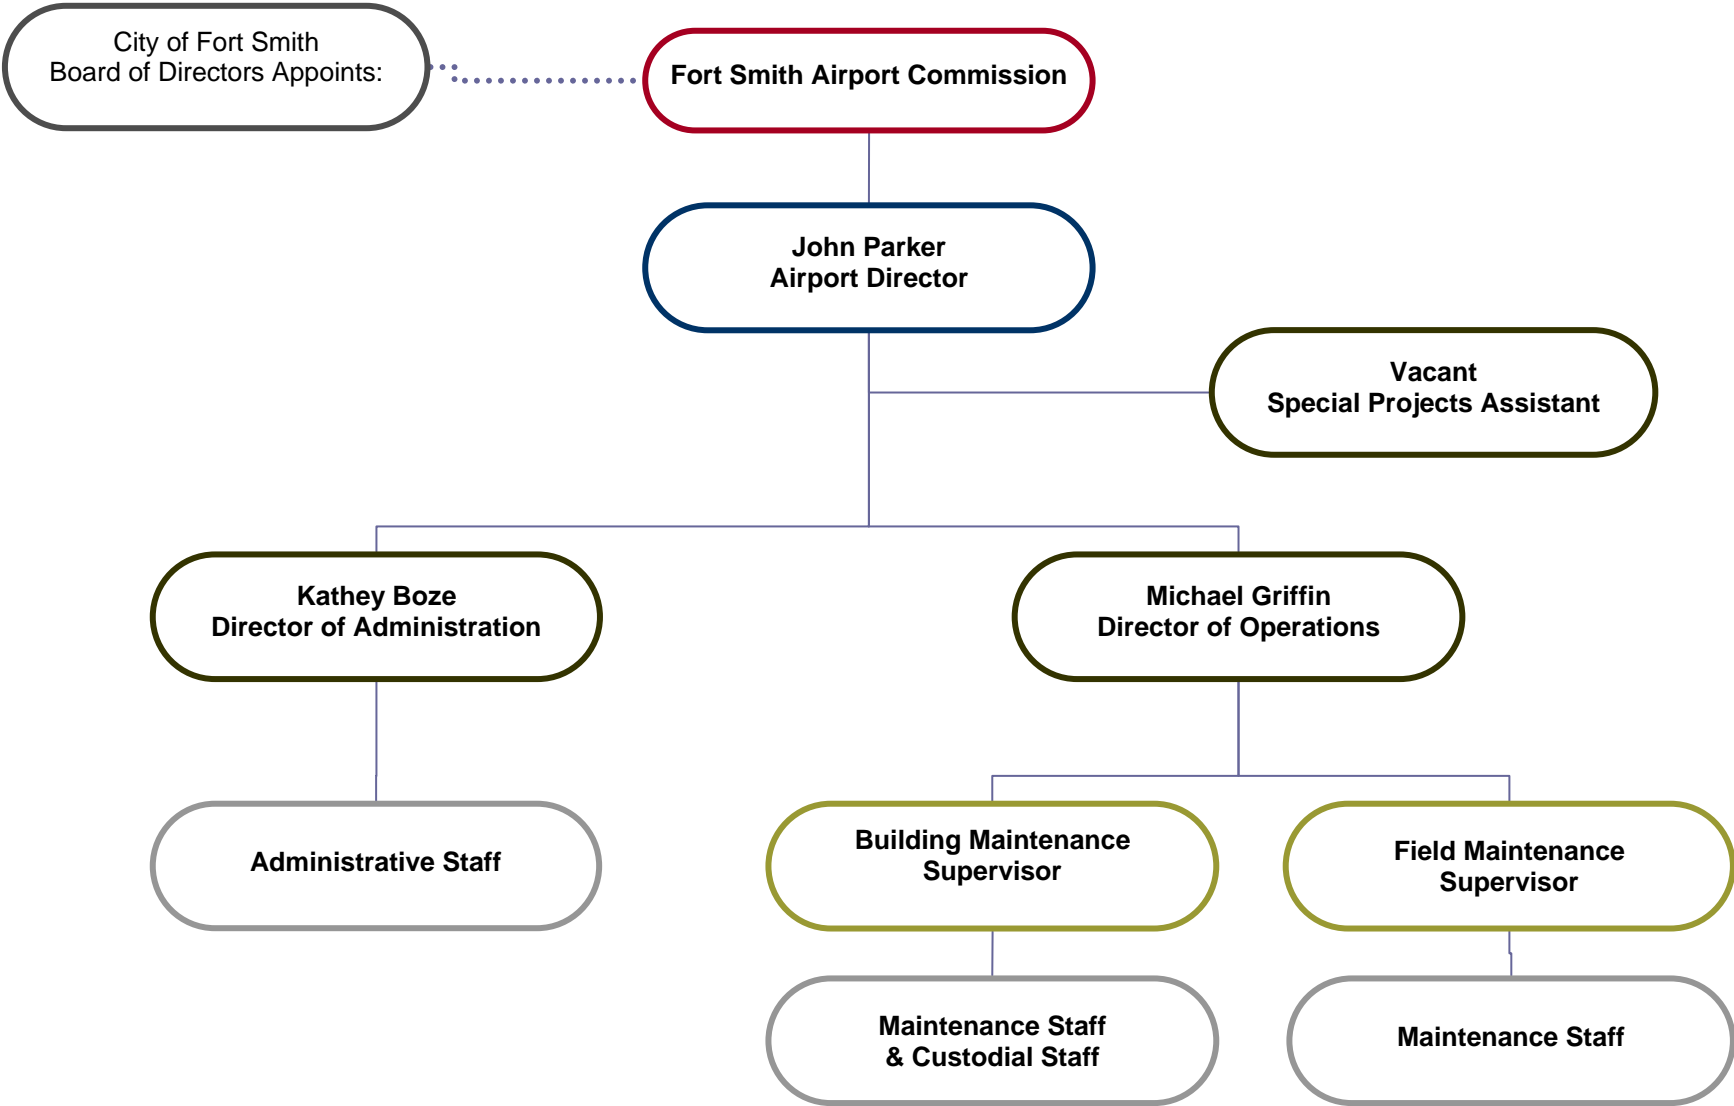 City of Fort Smith
Board of Directors Appoints:
Fort Smith Airport Commission
John Parker
Airport Director
Vacant
Special Projects Assistant
Kathey Boze
Director of Administration
Michael Griffin
Director of Operations
Administrative Staff
Building Maintenance
Supervisor
Field Maintenance
Supervisor
Maintenance Staff
& Custodial Staff
Maintenance Staff